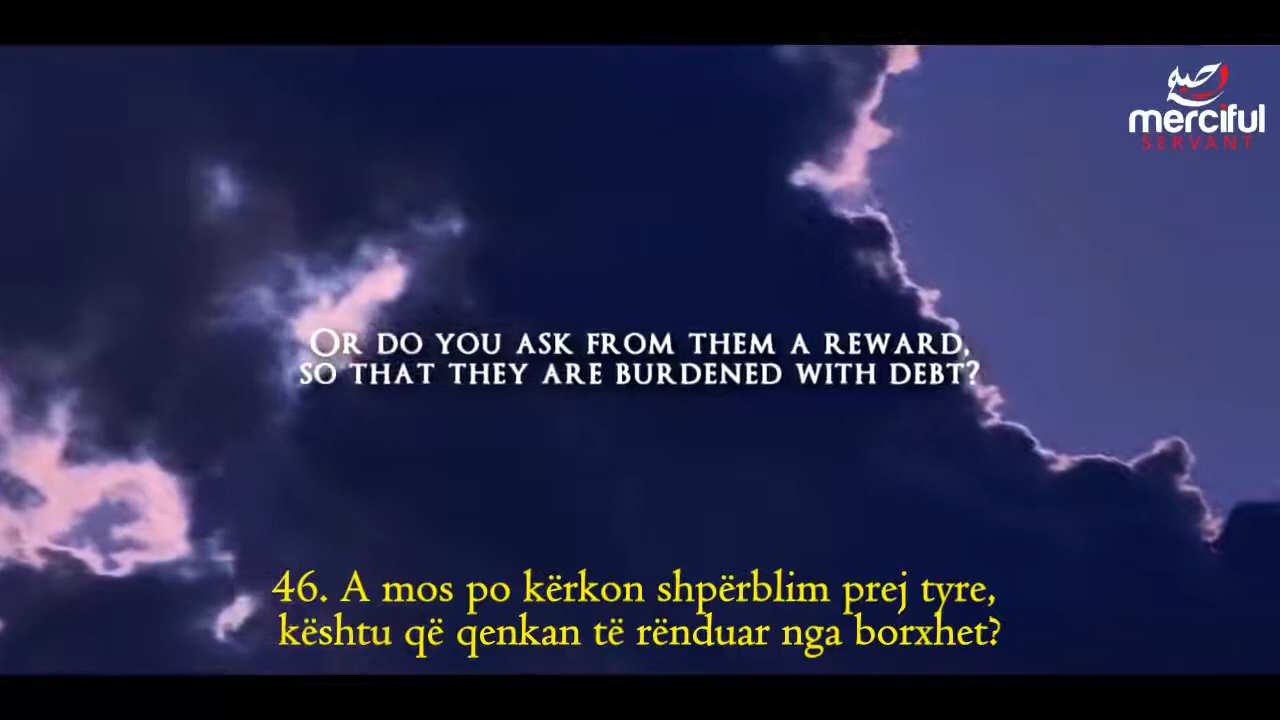 merciful
SERVANT
OR DO YOU ASK FROM THEM A REWARD,
SO THAT THEY ARE BURDENED WITH DEBT?
46. A mos po kërkon shpërblim prej tyre,
kështu që qenkan të rënduar nga borxhet?